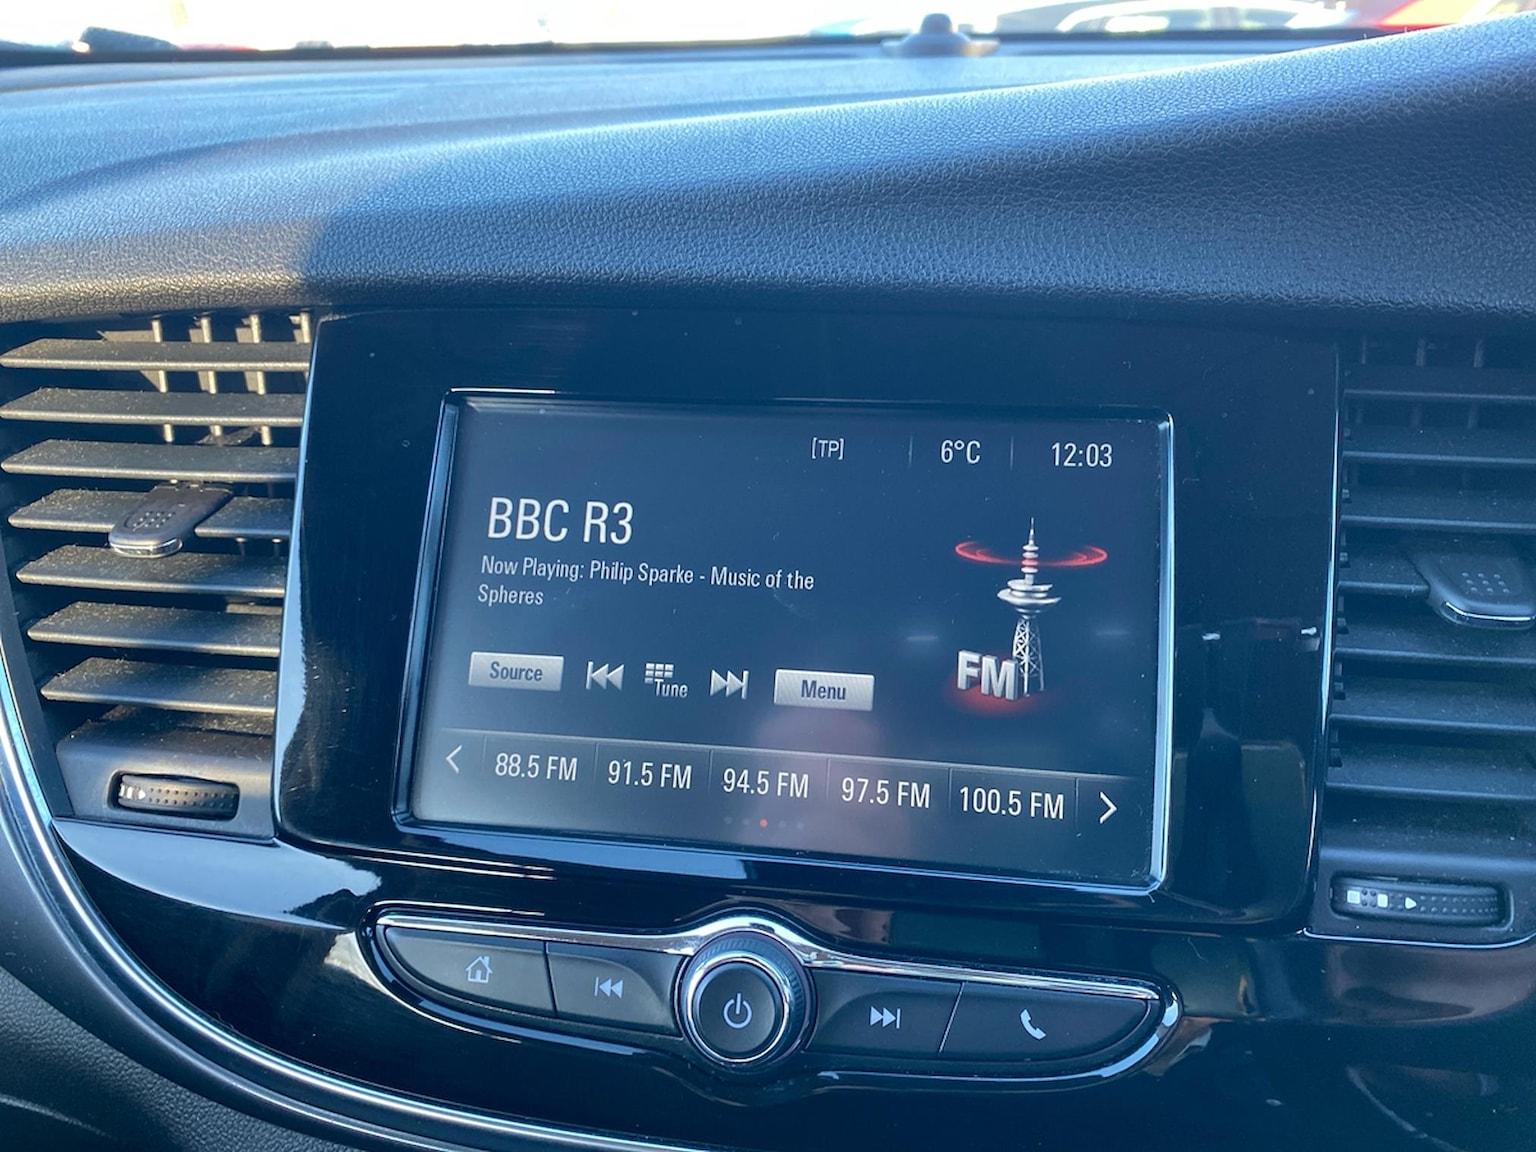 [TP] 6°C 12:03
BBC R3
Now Playing: Philip Sparke - Music of the
Spheres
Source Tune Menu
FM
88.5 FM 91.5 FM 94.5 FM 97.5 FM 100.5 FM